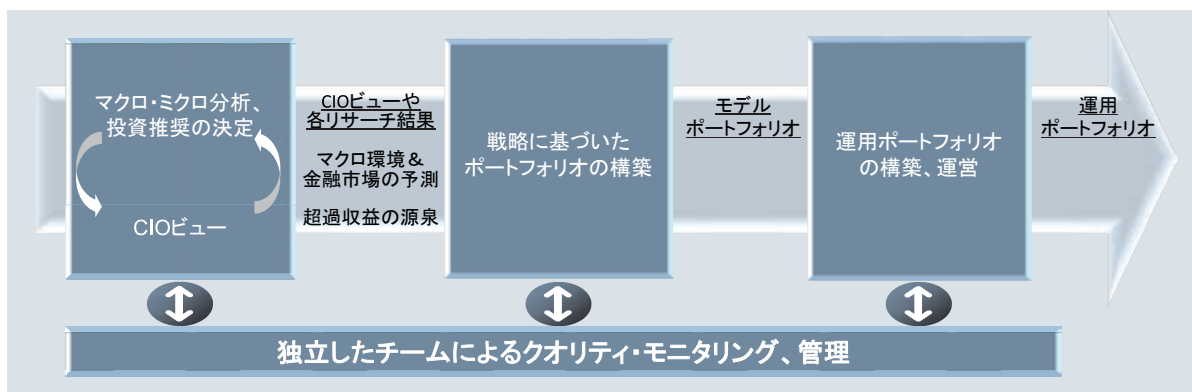 マクロ・ミクロ分析、
投資推奨の決定
CIOビュー
CIOビューや
各リサーチ結果
マクロ環境＆
金融市場の予測
超過収益の源泉
戦略に基づいた
ポートフォリオの構築
モデル
ポートフォリオ
運用ポートフォリオ
の構築、運営
運用
ポートフォリオ
独立したチームによるクオリティ・モニタリング、管理